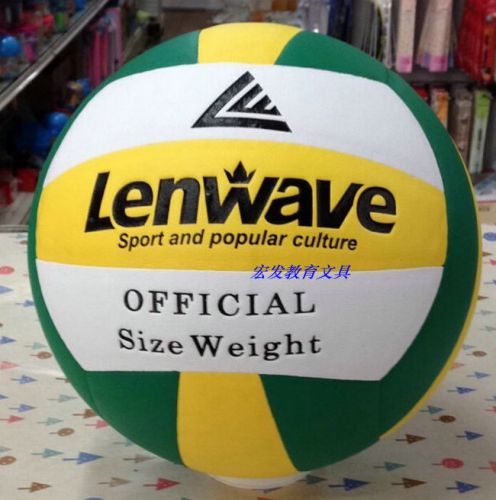 Lenwave
Sport and popular culture
宏发教育文具
OFFICIAL
Size Weight